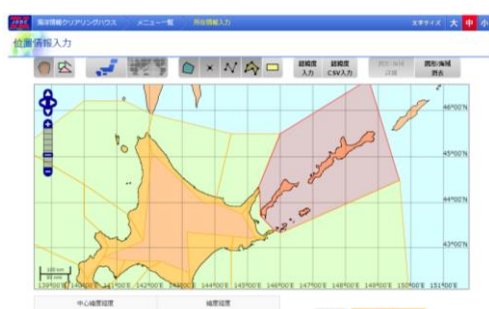 海洋情報クリアリングハウス メニュー一覧 所在情報入力 文字サイズ 大 中 小
位置情報入力
経緯度入力 経緯度CSV入力 図形/海域消去
46°00'N
45°00'N
44°00'N
43°00'N
100 km
139°00'E 140°00'E 141°00'E 142°00'E 143°00'E 144°00'E 145°00'E 146°00'E 147°00'E 148°00'E 149°00'E 150°00'E 151°00'E
中心緯度経度 緯度経度